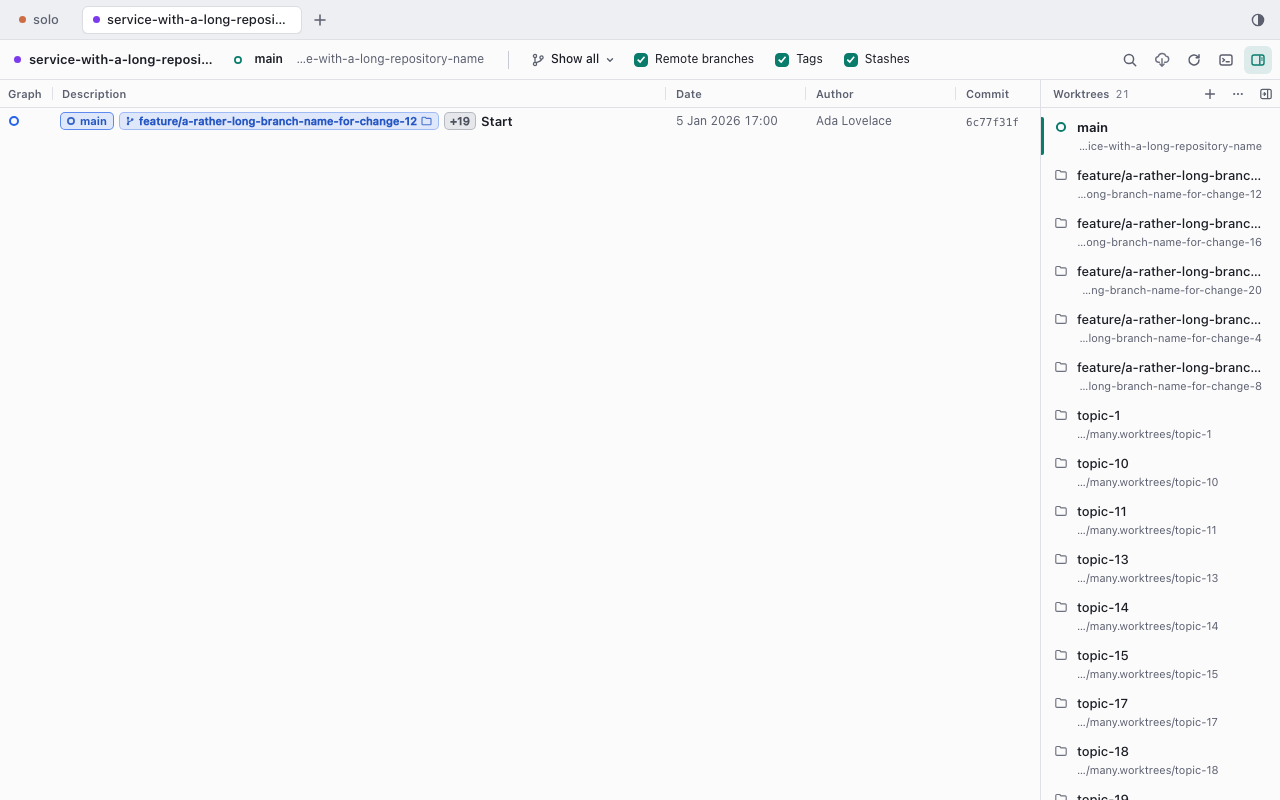 solo
service-with-a-long-reposi...
service-with-a-long-reposi...
main
...e-with-a-long-repository-name
Show all
Remote branches
Tags
Stashes
Graph
Description
Date
Author
Commit
main
feature/a-rather-long-branch-name-for-change-12
+19
Start
5 Jan 2026 17:00
Ada Lovelace
6c77f31f
Worktrees 21
main
...ice-with-a-long-repository-name
feature/a-rather-long-branc...
...ong-branch-name-for-change-12
feature/a-rather-long-branc...
...ong-branch-name-for-change-16
feature/a-rather-long-branc...
...ng-branch-name-for-change-20
feature/a-rather-long-branc...
...long-branch-name-for-change-4
feature/a-rather-long-branc...
...long-branch-name-for-change-8
topic-1
.../many.worktrees/topic-1
topic-10
.../many.worktrees/topic-10
topic-11
.../many.worktrees/topic-11
topic-13
.../many.worktrees/topic-13
topic-14
.../many.worktrees/topic-14
topic-15
.../many.worktrees/topic-15
topic-17
.../many.worktrees/topic-17
topic-18
.../many.worktrees/topic-18
topic-19